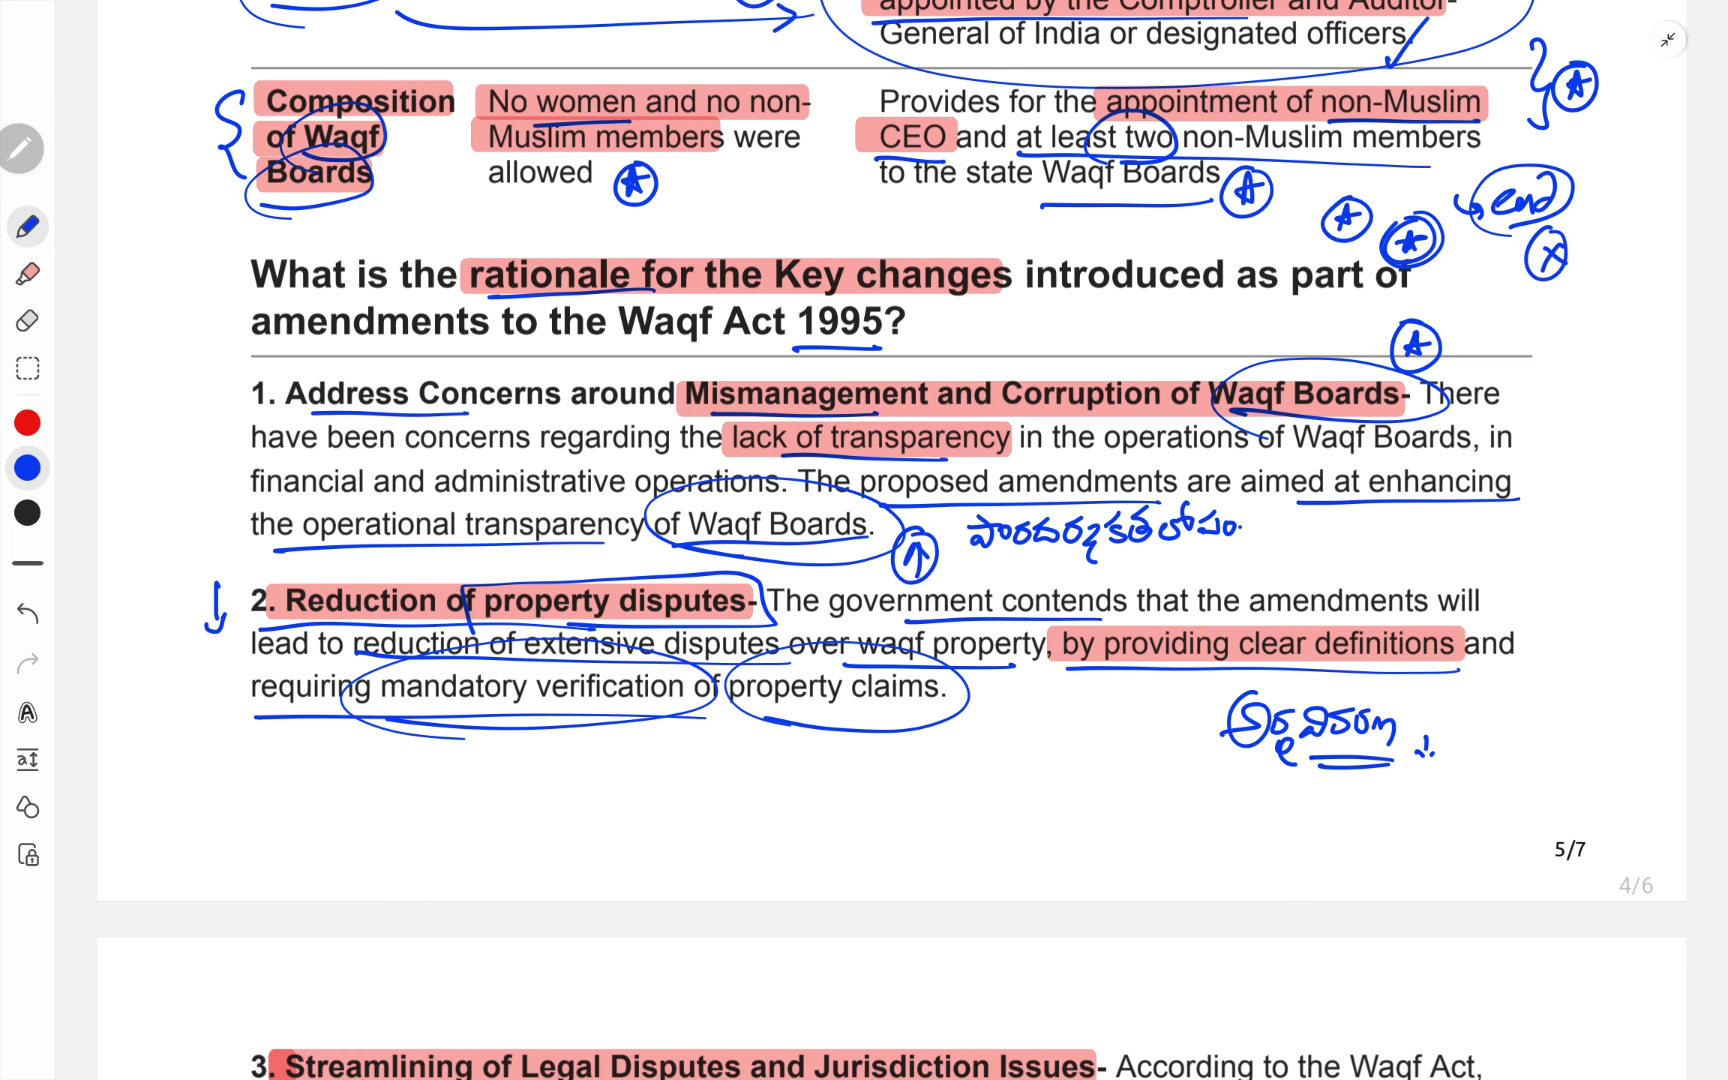 appointed by the Comptroller and Auditor-
General of India or designated officers.
Composition of Waqf Boards
No women and no non-
Muslim members were
allowed
Provides for the appointment of non-Muslim
CEO and at least two non-Muslim members
to the state Waqf Boards
end
What is the rationale for the Key changes introduced as part of
amendments to the Waqf Act 1995?
1. Address Concerns around Mismanagement and Corruption of Waqf Boards- There
have been concerns regarding the lack of transparency in the operations of Waqf Boards, in
financial and administrative operations. The proposed amendments are aimed at enhancing
the operational transparency of Waqf Boards.
పారదర్శకత లోపం.
2. Reduction of property disputes- The government contends that the amendments will
lead to reduction of extensive disputes over waqf property, by providing clear definitions and
requiring mandatory verification of property claims.
5/7
4/6
3. Streamlining of Legal Disputes and Jurisdiction Issues- According to the Waqf Act,